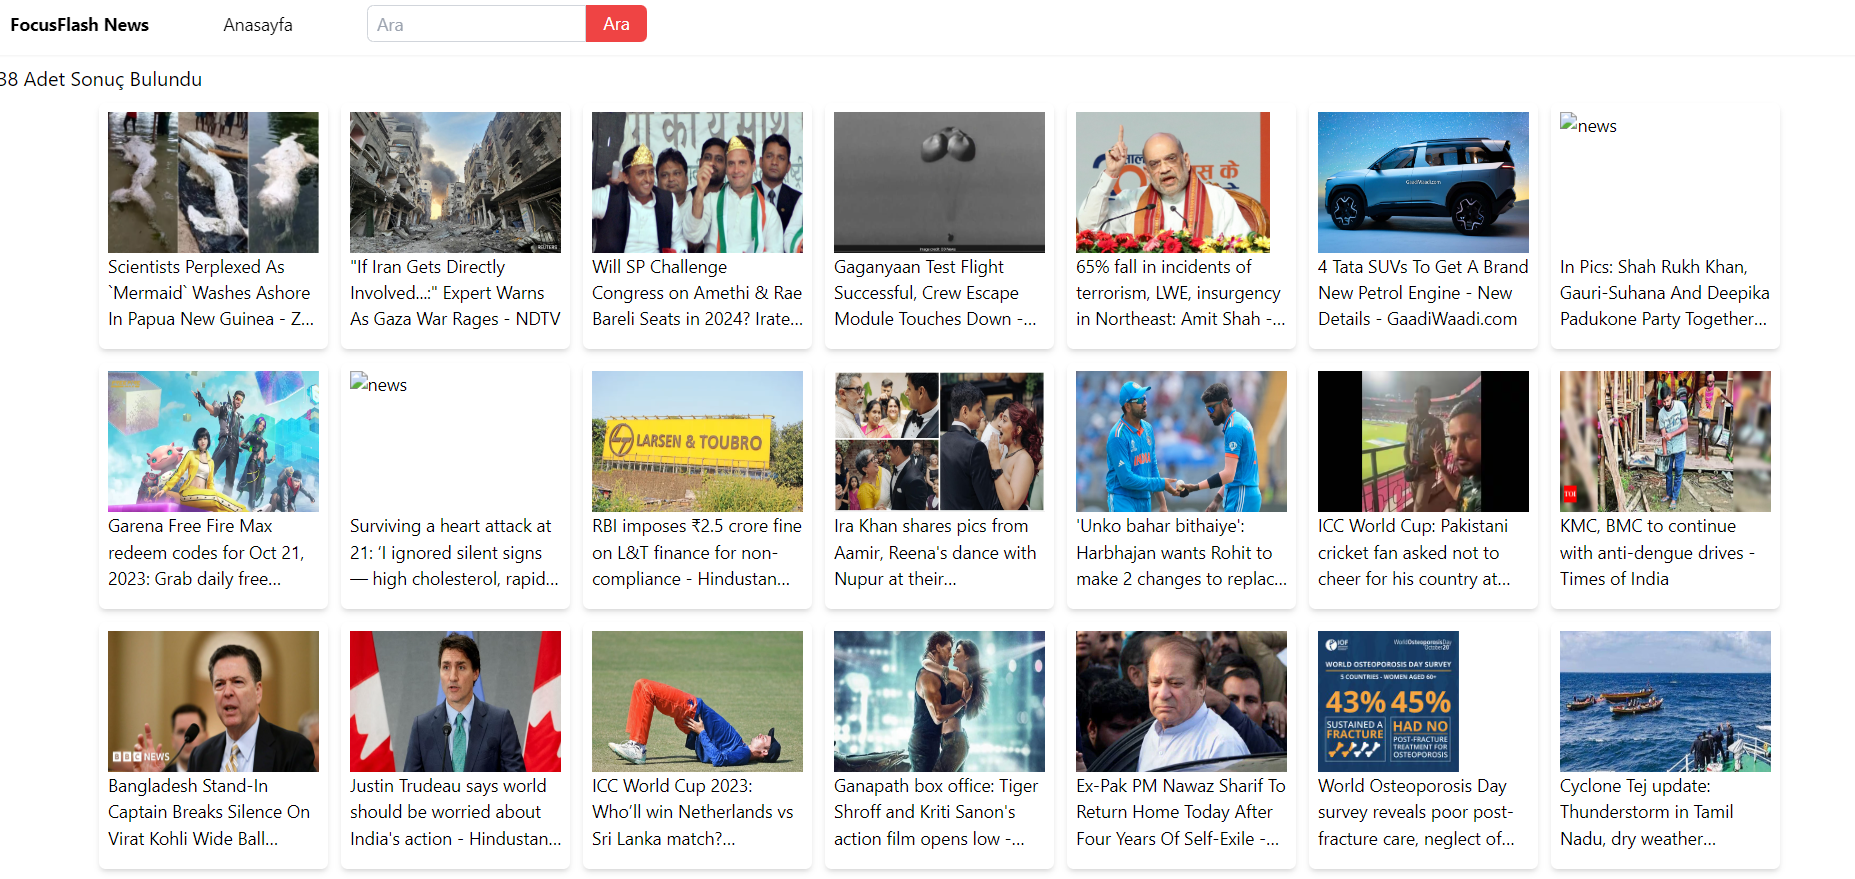 FocusFlash News
Anasayfa
Ara
Ara
38 Adet Sonuç Bulundu
REUTERS
GaadiWaadi.com
news
Scientists Perplexed As
`Mermaid` Washes Ashore
In Papua New Guinea - Z...
"If Iran Gets Directly
Involved...:" Expert Warns
As Gaza War Rages - NDTV
Will SP Challenge
Congress on Amethi & Rae
Bareli Seats in 2024? Irate...
Gaganyaan Test Flight
Successful, Crew Escape
Module Touches Down -...
65% fall in incidents of
terrorism, LWE, insurgency
in Northeast: Amit Shah -...
4 Tata SUVs To Get A Brand
New Petrol Engine - New
Details - GaadiWaadi.com
In Pics: Shah Rukh Khan,
Gauri-Suhana And Deepika
Padukone Party Together...
news
LARSEN & TOUBRO
TOI
Garena Free Fire Max
redeem codes for Oct 21,
2023: Grab daily free...
Surviving a heart attack at
21: ‘I ignored silent signs
— high cholesterol, rapid...
RBI imposes ₹2.5 crore fine
on L&T finance for non-
compliance - Hindustan...
Ira Khan shares pics from
Aamir, Reena's dance with
Nupur at their...
'Unko bahar bithaiye':
Harbhajan wants Rohit to
make 2 changes to replac...
ICC World Cup: Pakistani
cricket fan asked not to
cheer for his country at...
KMC, BMC to continue
with anti-dengue drives -
Times of India
BBC NEWS
IOF
WorldOsteoporosisDay
October20
WORLD OSTEOPOROSIS DAY SURVEY
5 COUNTRIES - WOMEN AGED 60+
43% 45%
SUSTAINED A
FRACTURE
HAD NO
POST-FRACTURE
TREATMENT FOR
OSTEOPOROSIS
Bangladesh Stand-In
Captain Breaks Silence On
Virat Kohli Wide Ball...
Justin Trudeau says world
should be worried about
India's action - Hindustan...
ICC World Cup 2023:
Who’ll win Netherlands vs
Sri Lanka match?...
Ganapath box office: Tiger
Shroff and Kriti Sanon's
action film opens low -...
Ex-Pak PM Nawaz Sharif To
Return Home Today After
Four Years Of Self-Exile -...
World Osteoporosis Day
survey reveals poor post-
fracture care, neglect of...
Cyclone Tej update:
Thunderstorm in Tamil
Nadu, dry weather...